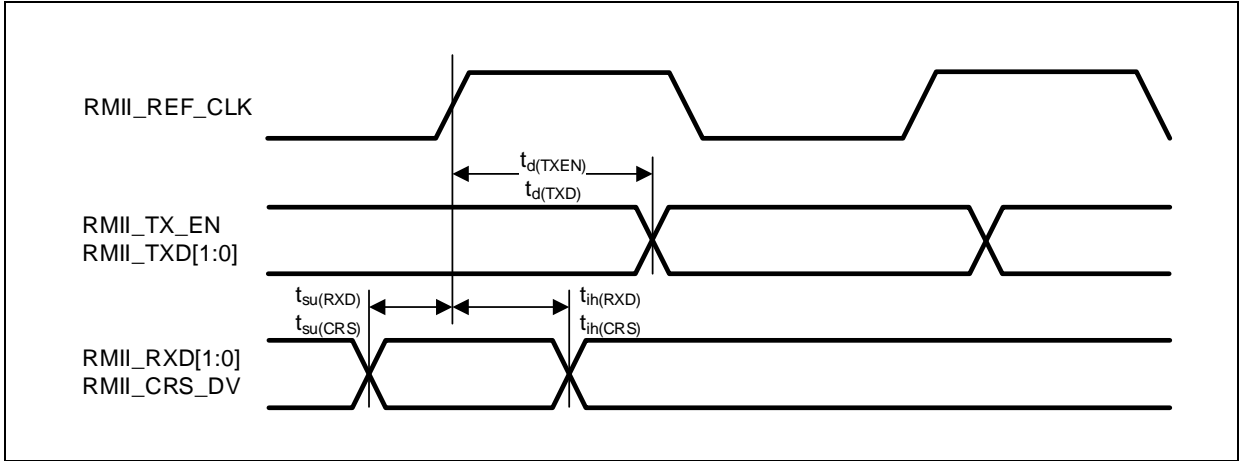 RMII_REF_CLK
td(TXEN)
td(TXD)
RMII_TX_EN
RMII_TXD[1:0]
tsu(RXD) tih(RXD)
tsu(CRS) tih(CRS)
RMII_RXD[1:0]
RMII_CRS_DV